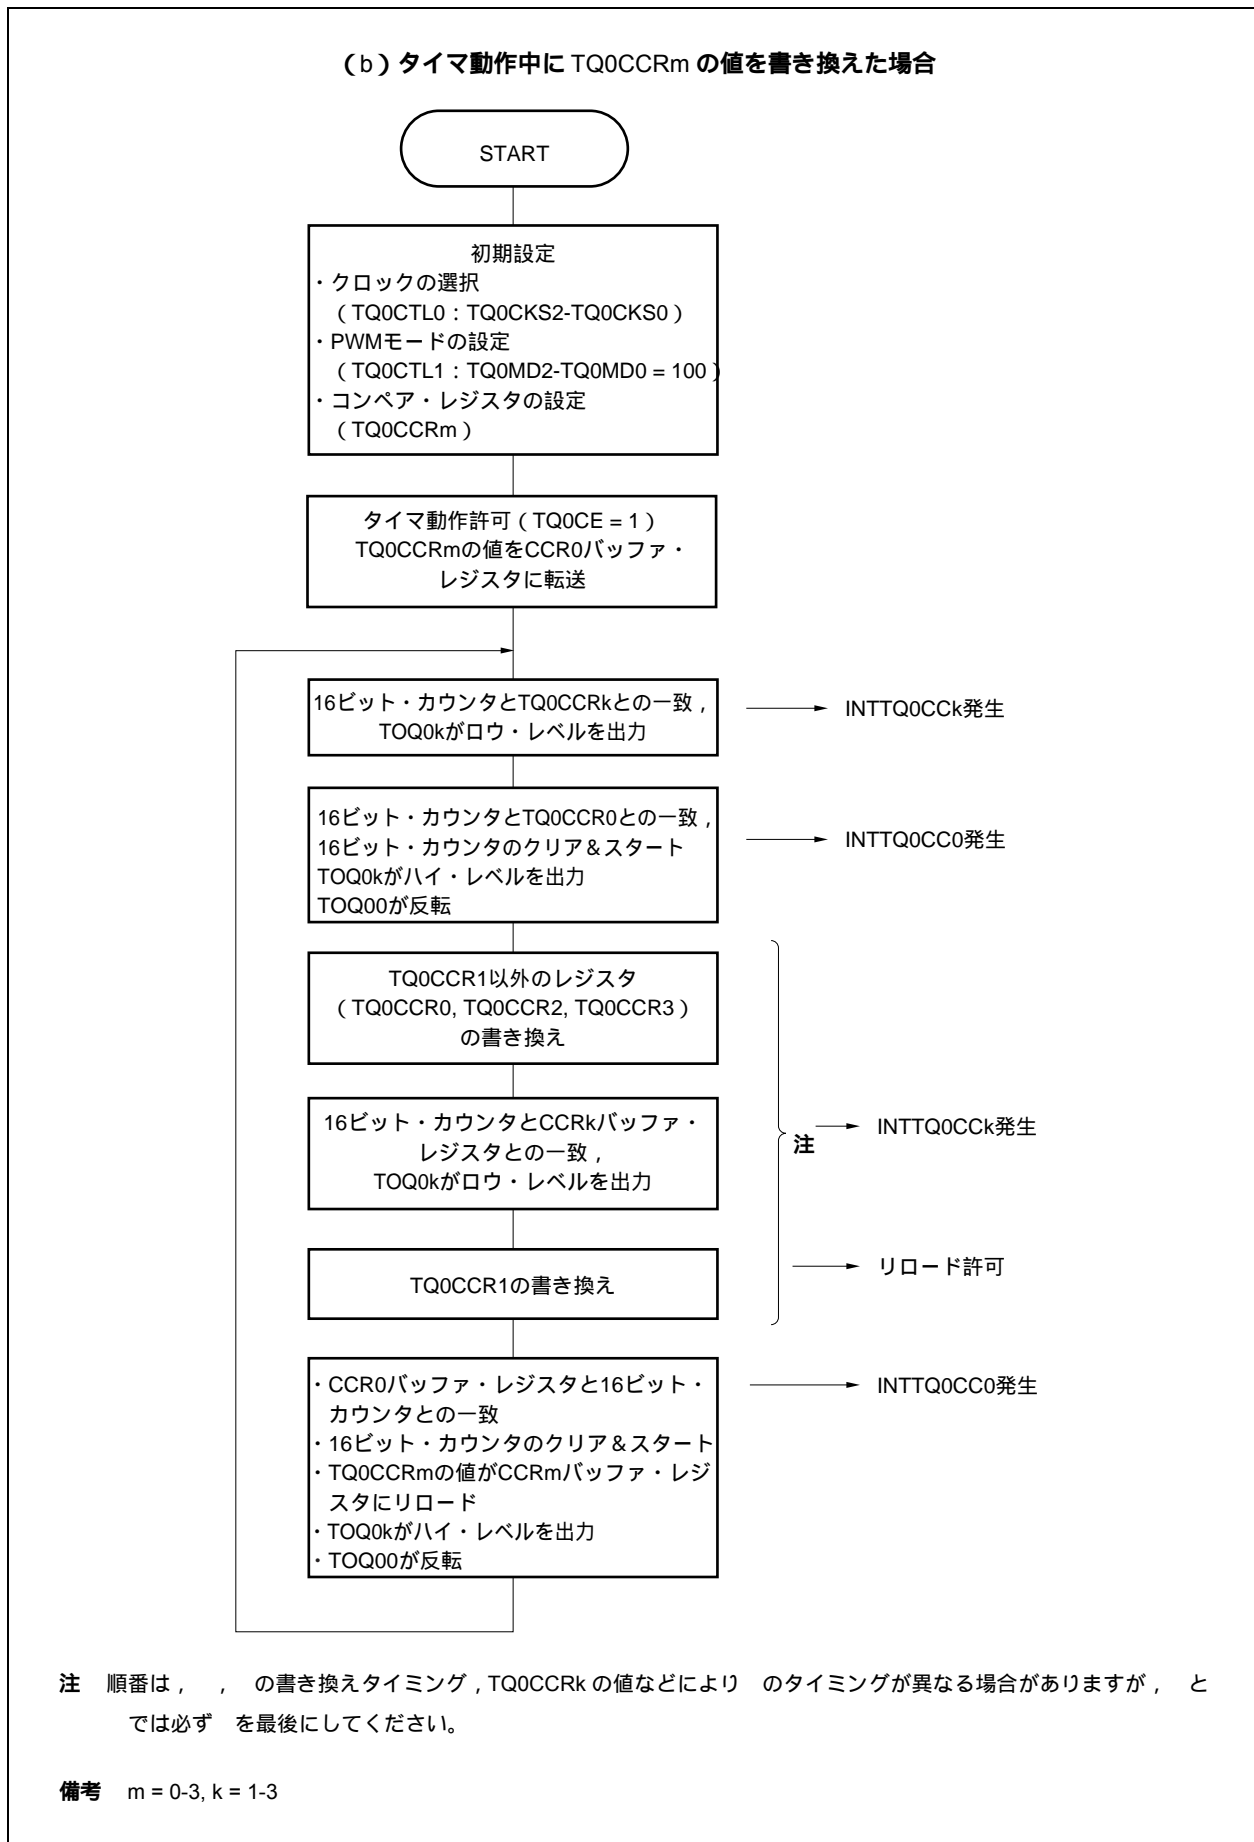 （b）タイマ動作中に TQ0CCRm の値を書き換えた場合
START
初期設定
・クロックの選択
（TQ0CTL0：TQ0CKS2-TQ0CKS0）
・PWMモードの設定
（TQ0CTL1：TQ0MD2-TQ0MD0 = 100）
・コンペア・レジスタの設定
（TQ0CCRm）
タイマ動作許可（TQ0CE = 1）
TQ0CCRmの値をCCR0バッファ・
レジスタに転送
16ビット・カウンタとTQ0CCRkとの一致，
TOQ0kがロウ・レベルを出力
INTTQ0CCk発生
16ビット・カウンタとTQ0CCR0との一致，
16ビット・カウンタのクリア＆スタート
TOQ0kがハイ・レベルを出力
TOQ00が反転
INTTQ0CC0発生
TQ0CCR1以外のレジスタ
（TQ0CCR0, TQ0CCR2, TQ0CCR3）
の書き換え
16ビット・カウンタとCCRkバッファ・
レジスタとの一致，
TOQ0kがロウ・レベルを出力
注
INTTQ0CCk発生
TQ0CCR1の書き換え
リロード許可
・CCR0バッファ・レジスタと16ビット・
カウンタとの一致
・16ビット・カウンタのクリア＆スタート
・TQ0CCRmの値がCCRmバッファ・レジ
スタにリロード
・TOQ0kがハイ・レベルを出力
・TOQ00が反転
INTTQ0CC0発生
注　順番は，　，　の書き換えタイミング，TQ0CCRk の値などにより　のタイミングが異なる場合がありますが，　と
では必ず　を最後にしてください。
備考　m = 0-3, k = 1-3